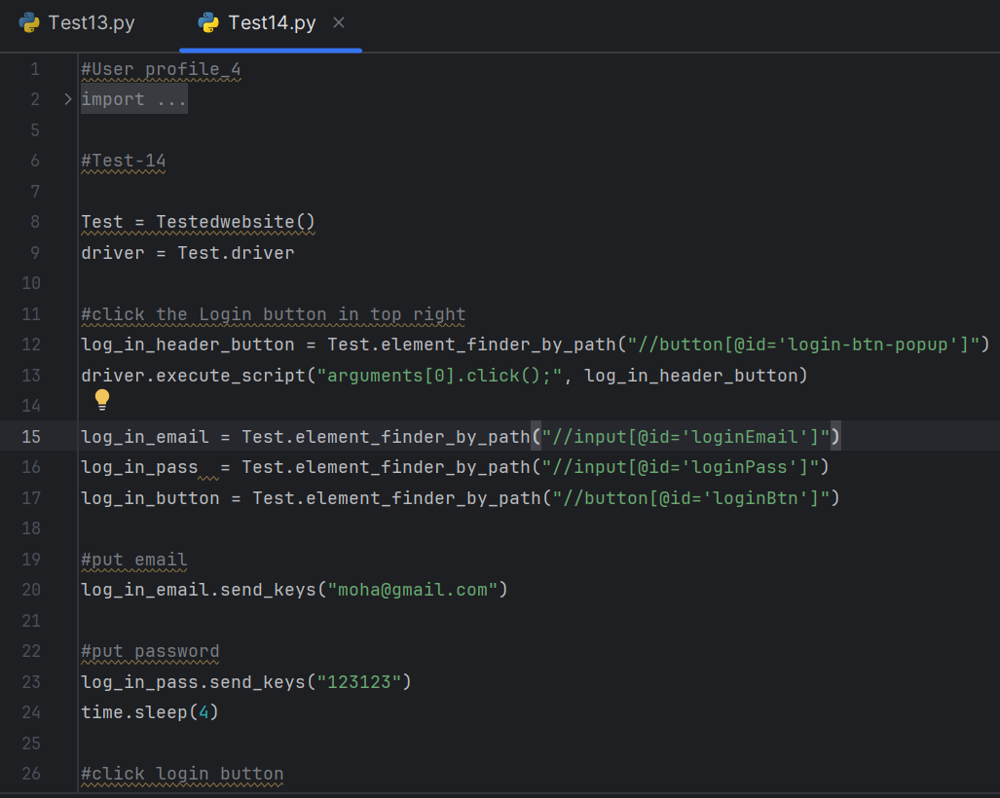 Test13.py
Test14.py
1 #User profile_4
2 import ...
5
6 #Test-14
7
8 Test = Testedwebsite()
9 driver = Test.driver
10
11 #click the Login button in top right
12 log_in_header_button = Test.element_finder_by_path("//button[@id='login-btn-popup']")
13 driver.execute_script("arguments[0].click();", log_in_header_button)
14
15 log_in_email = Test.element_finder_by_path("//input[@id='loginEmail']")
16 log_in_pass  = Test.element_finder_by_path("//input[@id='loginPass']")
17 log_in_button = Test.element_finder_by_path("//button[@id='loginBtn']")
18
19 #put email
20 log_in_email.send_keys("moha@gmail.com")
21
22 #put password
23 log_in_pass.send_keys("123123")
24 time.sleep(4)
25
26 #click login button